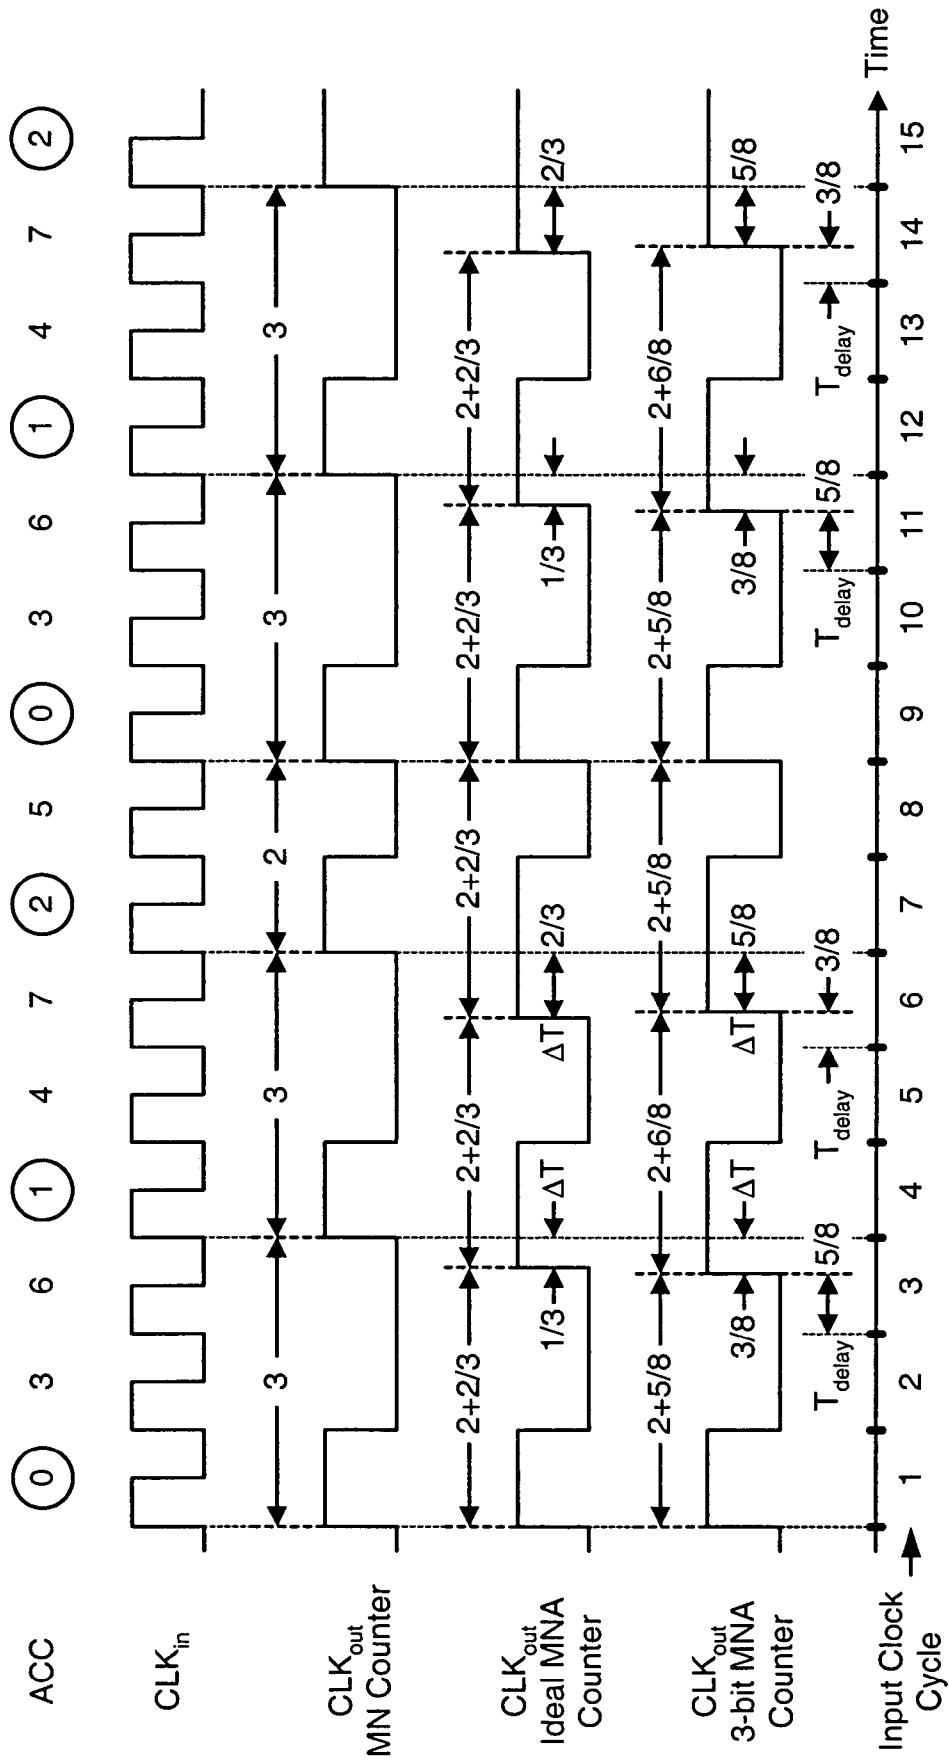 ACC 0 3 6 1 4 7 2 5 0 3 6 1 4 7 2
CLKin
3 3 2 3 3
CLKout
MN Counter
2+2/3 2+2/3 2+2/3 2+2/3 2+2/3
CLKout
Ideal MNA
Counter
1/3 ΔT ΔT 2/3 1/3 2/3
2+5/8 2+6/8 2+5/8 2+5/8 2+6/8
CLKout
3-bit MNA
Counter
3/8 ΔT ΔT 5/8 3/8 5/8
Tdelay 5/8 Tdelay 3/8 Tdelay 5/8 Tdelay 3/8
Time
Input Clock
Cycle
1 2 3 4 5 6 7 8 9 10 11 12 13 14 15